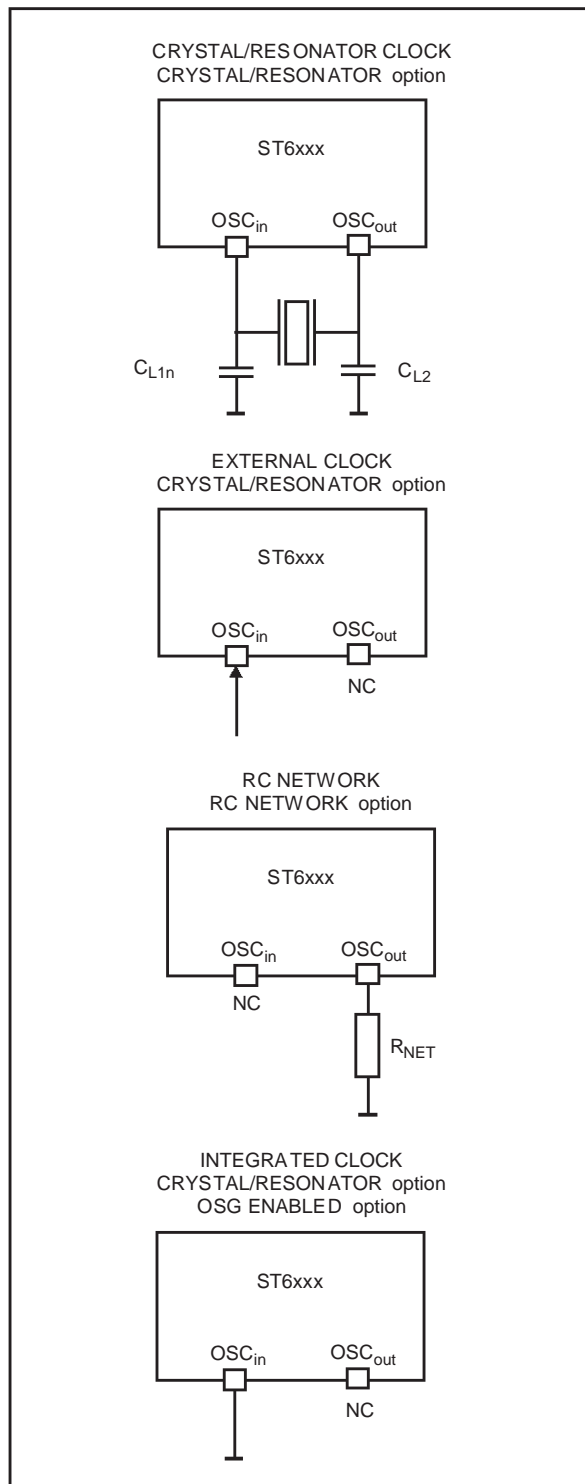 CRYSTAL/RESONATOR CLOCK
CRYSTAL/RESONATOR option
ST6xxx
OSCin OSCout
CL1n CL2
EXTERNAL CLOCK
CRYSTAL/RESONATOR option
ST6xxx
OSCin OSCout
NC
RC NETWORK
RC NETWORK option
ST6xxx
OSCin OSCout
NC
RNET
INTEGRATED CLOCK
CRYSTAL/RESONATOR option
OSG ENABLED option
ST6xxx
OSCin OSCout
NC